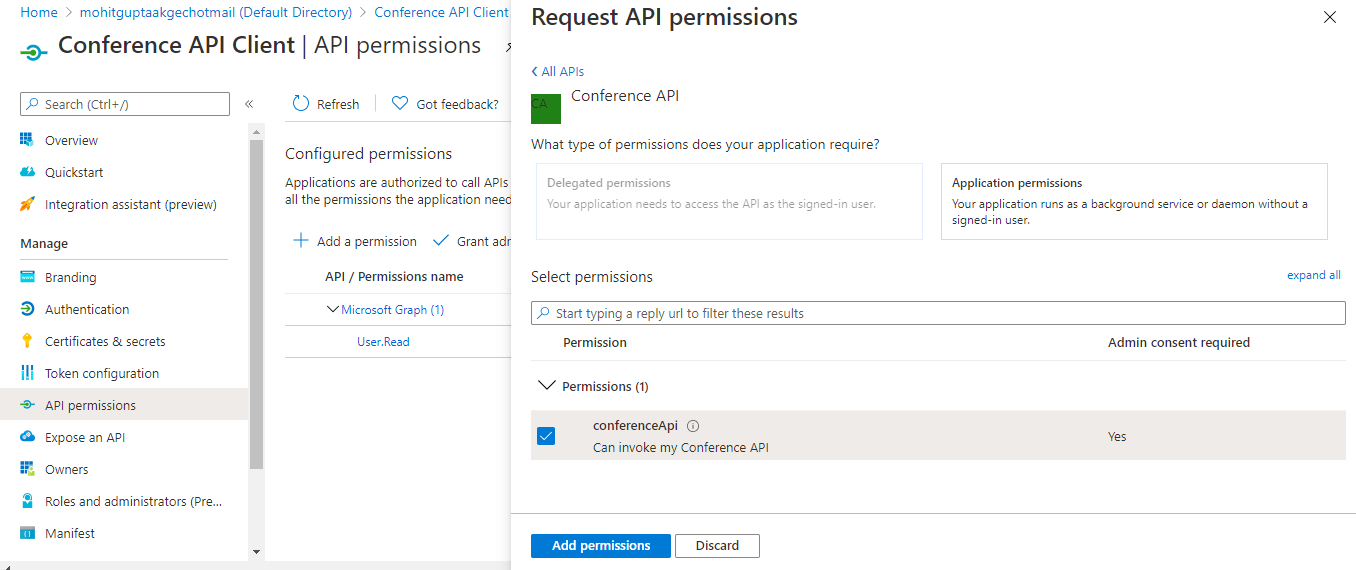 Home > mohitguptaakgechotmail (Default Directory) > Conference API Client
Conference API Client | API permissions
Search (Ctrl+/)
«
Overview
Quickstart
Integration assistant (preview)
Manage
Branding
Authentication
Certificates & secrets
Token configuration
API permissions
Expose an API
Owners
Roles and administrators (Pre...
Manifest
Refresh
Got feedback?
Configured permissions
Applications are authorized to call APIs
all the permissions the application need
Add a permission
Grant adr
API / Permissions name
Microsoft Graph (1)
User.Read
Request API permissions
All APIs
CA
Conference API
What type of permissions does your application require?
Delegated permissions
Your application needs to access the API as the signed-in user.
Application permissions
Your application runs as a background service or daemon without a
signed-in user.
Select permissions
expand all
Start typing a reply url to filter these results
Permission
Admin consent required
Permissions (1)
conferenceApi
Can invoke my Conference API
Yes
Add permissions
Discard